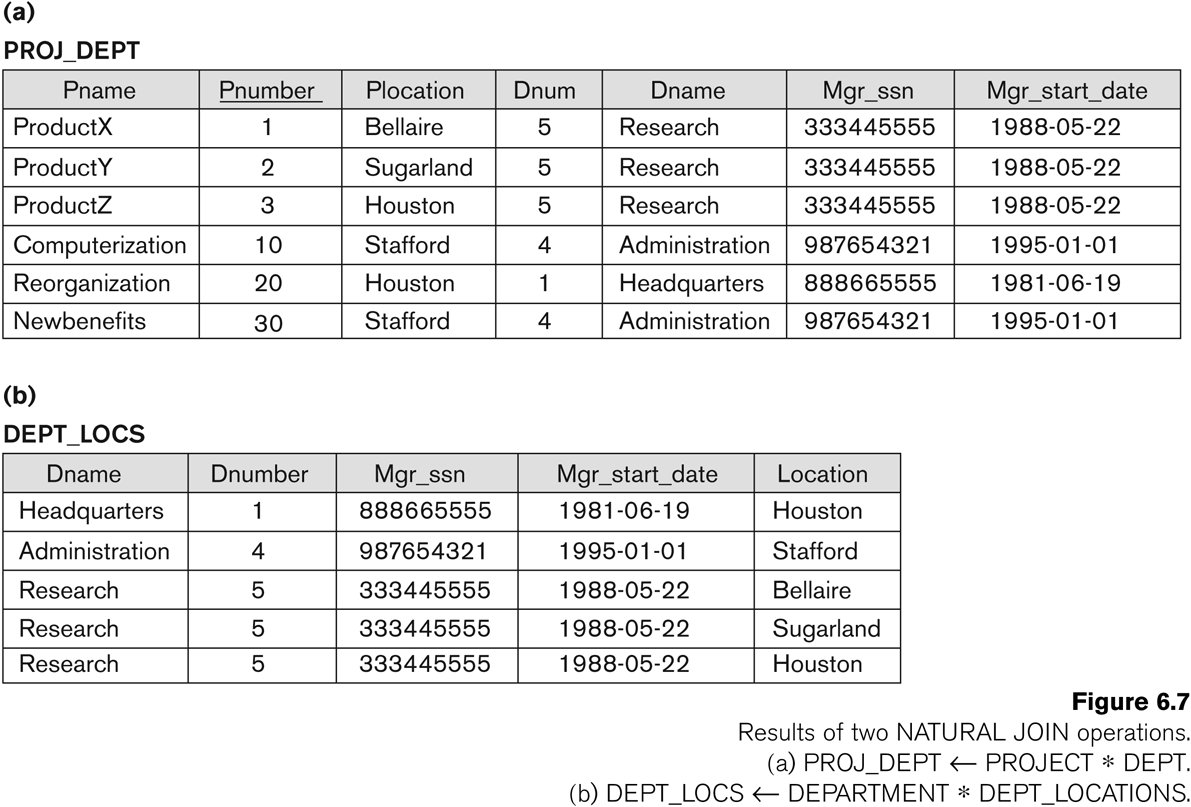 (a)
PROJ_DEPT
Pname Pnumber Plocation Dnum Dname Mgr_ssn Mgr_start_date
ProductX 1 Bellaire 5 Research 333445555 1988-05-22
ProductY 2 Sugarland 5 Research 333445555 1988-05-22
ProductZ 3 Houston 5 Research 333445555 1988-05-22
Computerization 10 Stafford 4 Administration 987654321 1995-01-01
Reorganization 20 Houston 1 Headquarters 888665555 1981-06-19
Newbenefits 30 Stafford 4 Administration 987654321 1995-01-01
(b)
DEPT_LOCS
Dname Dnumber Mgr_ssn Mgr_start_date Location
Headquarters 1 888665555 1981-06-19 Houston
Administration 4 987654321 1995-01-01 Stafford
Research 5 333445555 1988-05-22 Bellaire
Research 5 333445555 1988-05-22 Sugarland
Research 5 333445555 1988-05-22 Houston
Figure 6.7
Results of two NATURAL JOIN operations.
(a) PROJ_DEPT ← PROJECT * DEPT.
(b) DEPT_LOCS ← DEPARTMENT * DEPT_LOCATIONS.